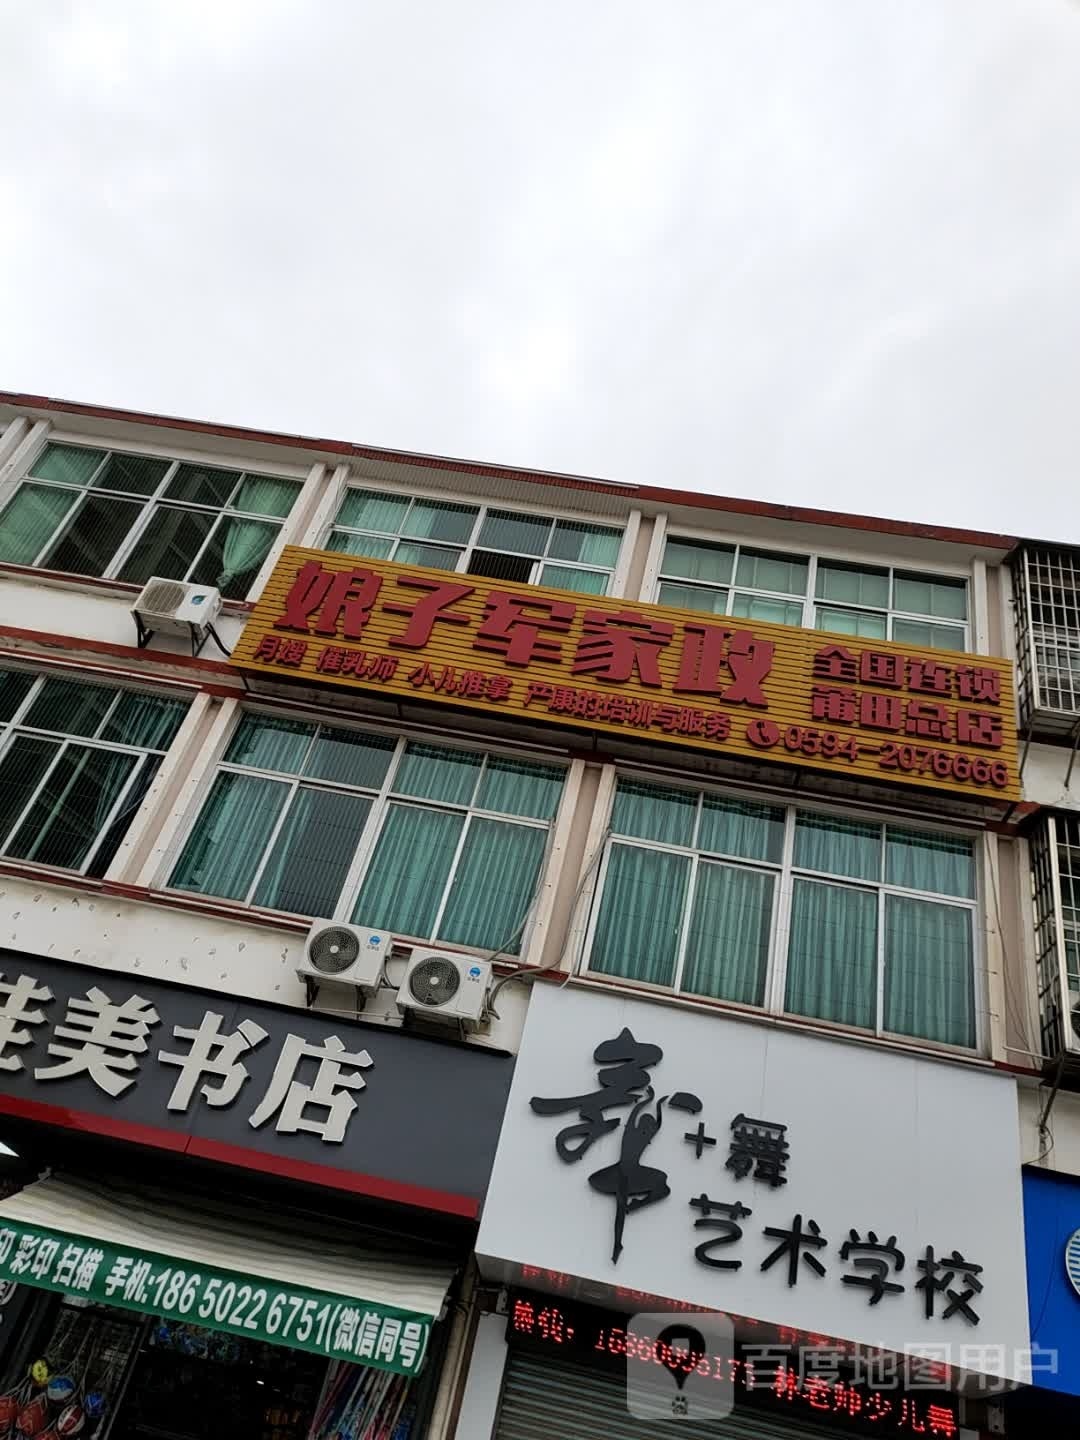 娘子军家政
全国连锁
莆田总店
月嫂 催乳师 小儿推拿 产康的培训与服务
0594-2076666
美书店
印 彩印 扫描 手机:186 5022 6751(微信同号)
+舞
艺术学校
百度地图用户